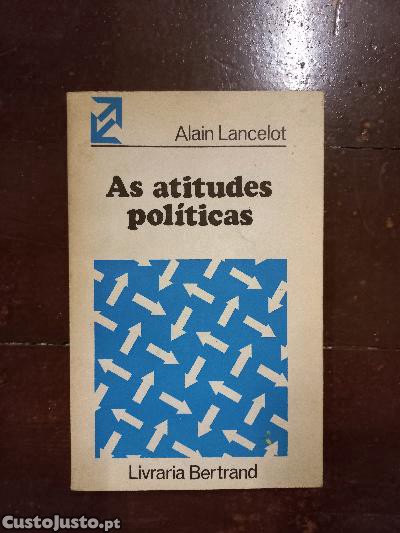 Alain Lancelot
As atitudes
políticas
Livraria Bertrand
CustoJusto.pt